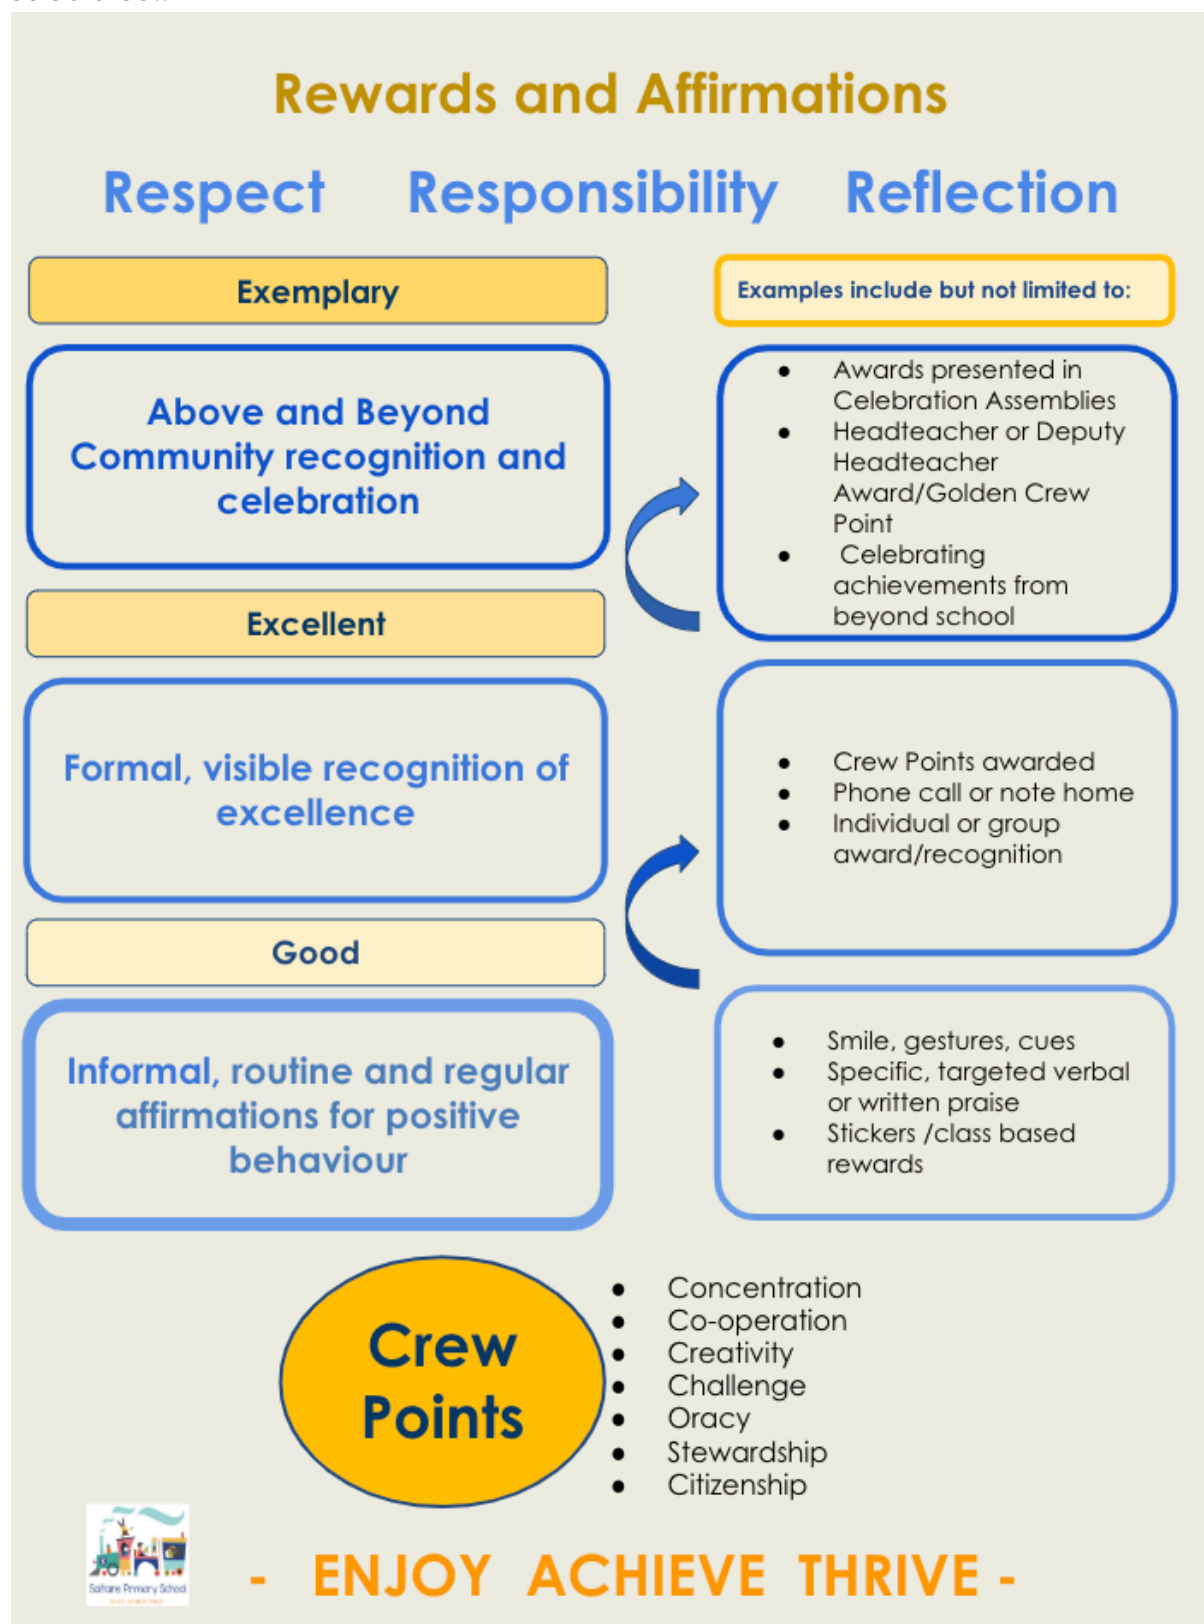 Rewards and Affirmations
Respect Responsibility Reflection
Exemplary
Examples include but not limited to:
Above and Beyond
Community recognition and
celebration
● Awards presented in
Celebration Assemblies
● Headteacher or Deputy
Headteacher
Award/Golden Crew
Point
● Celebrating
achievements from
beyond school
Excellent
Formal, visible recognition of
excellence
● Crew Points awarded
● Phone call or note home
● Individual or group
award/recognition
Good
Informal, routine and regular
affirmations for positive
behaviour
● Smile, gestures, cues
● Specific, targeted verbal
or written praise
● Stickers /class based
rewards
Crew
Points
● Concentration
● Co-operation
● Creativity
● Challenge
● Oracy
● Stewardship
● Citizenship
Saltaire Primary School
- ENJOY ACHIEVE THRIVE -